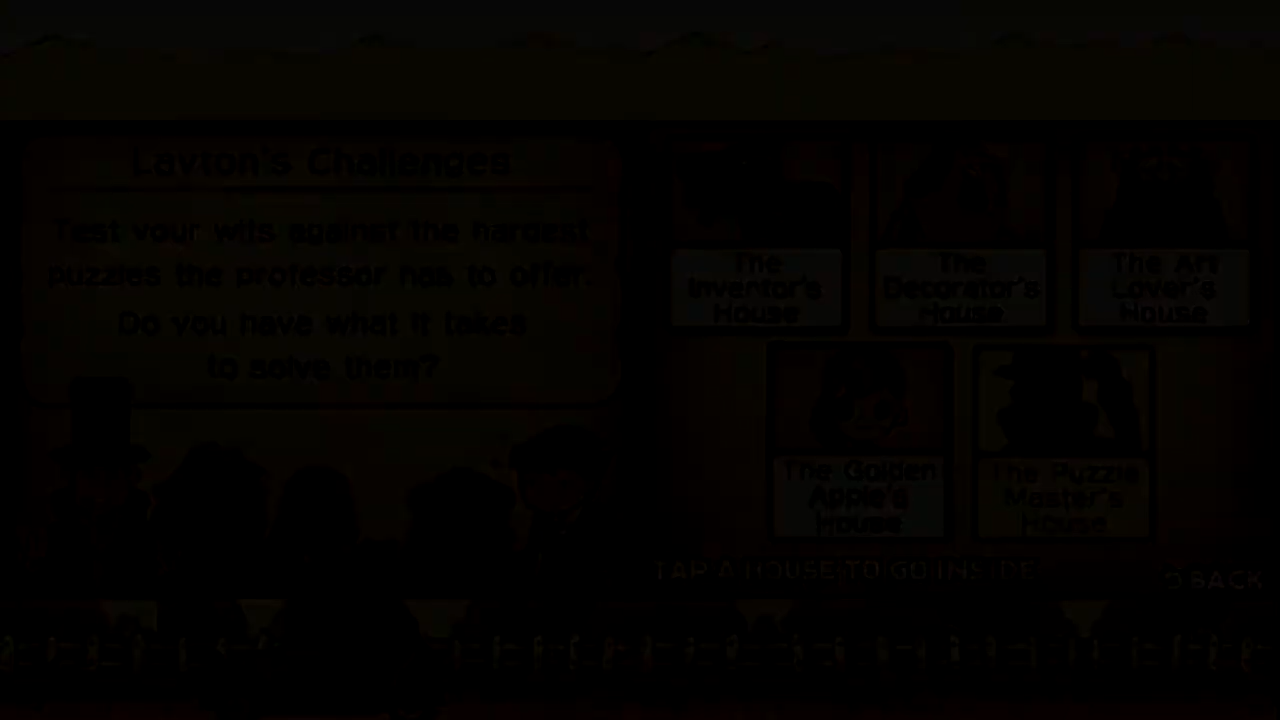 Layton's Challenges
Test your wits against the hardest
puzzles the professor has to offer.
Do you have what it takes
to solve them?
The
Inventor's
House
The
Decorator's
House
The Art
Lover's
House
The Golden
Apple's
House
The Puzzle
Master's
House
TAP A HOUSE TO GO INSIDE
BACK